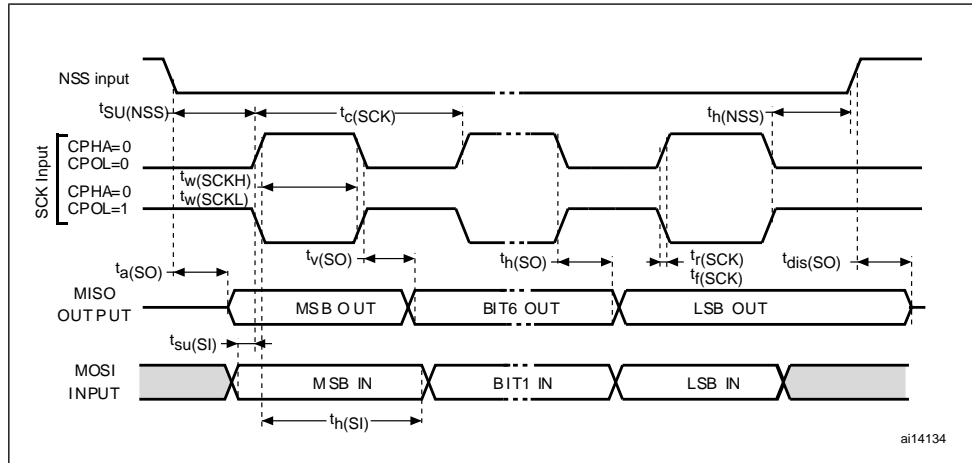 NSS input
tSU(NSS)
tc(SCK)
th(NSS)
SCK Input
CPHA=0
CPOL=0
CPHA=0
CPOL=1
tw(SCKH)
tw(SCKL)
ta(SO)
tv(SO)
th(SO)
tr(SCK)
tf(SCK)
tdis(SO)
MISO
OUTPUT
MSB OUT
BIT6 OUT
LSB OUT
tsu(SI)
MOSI
INPUT
MSB IN
BIT1 IN
LSB IN
th(SI)
ai14134